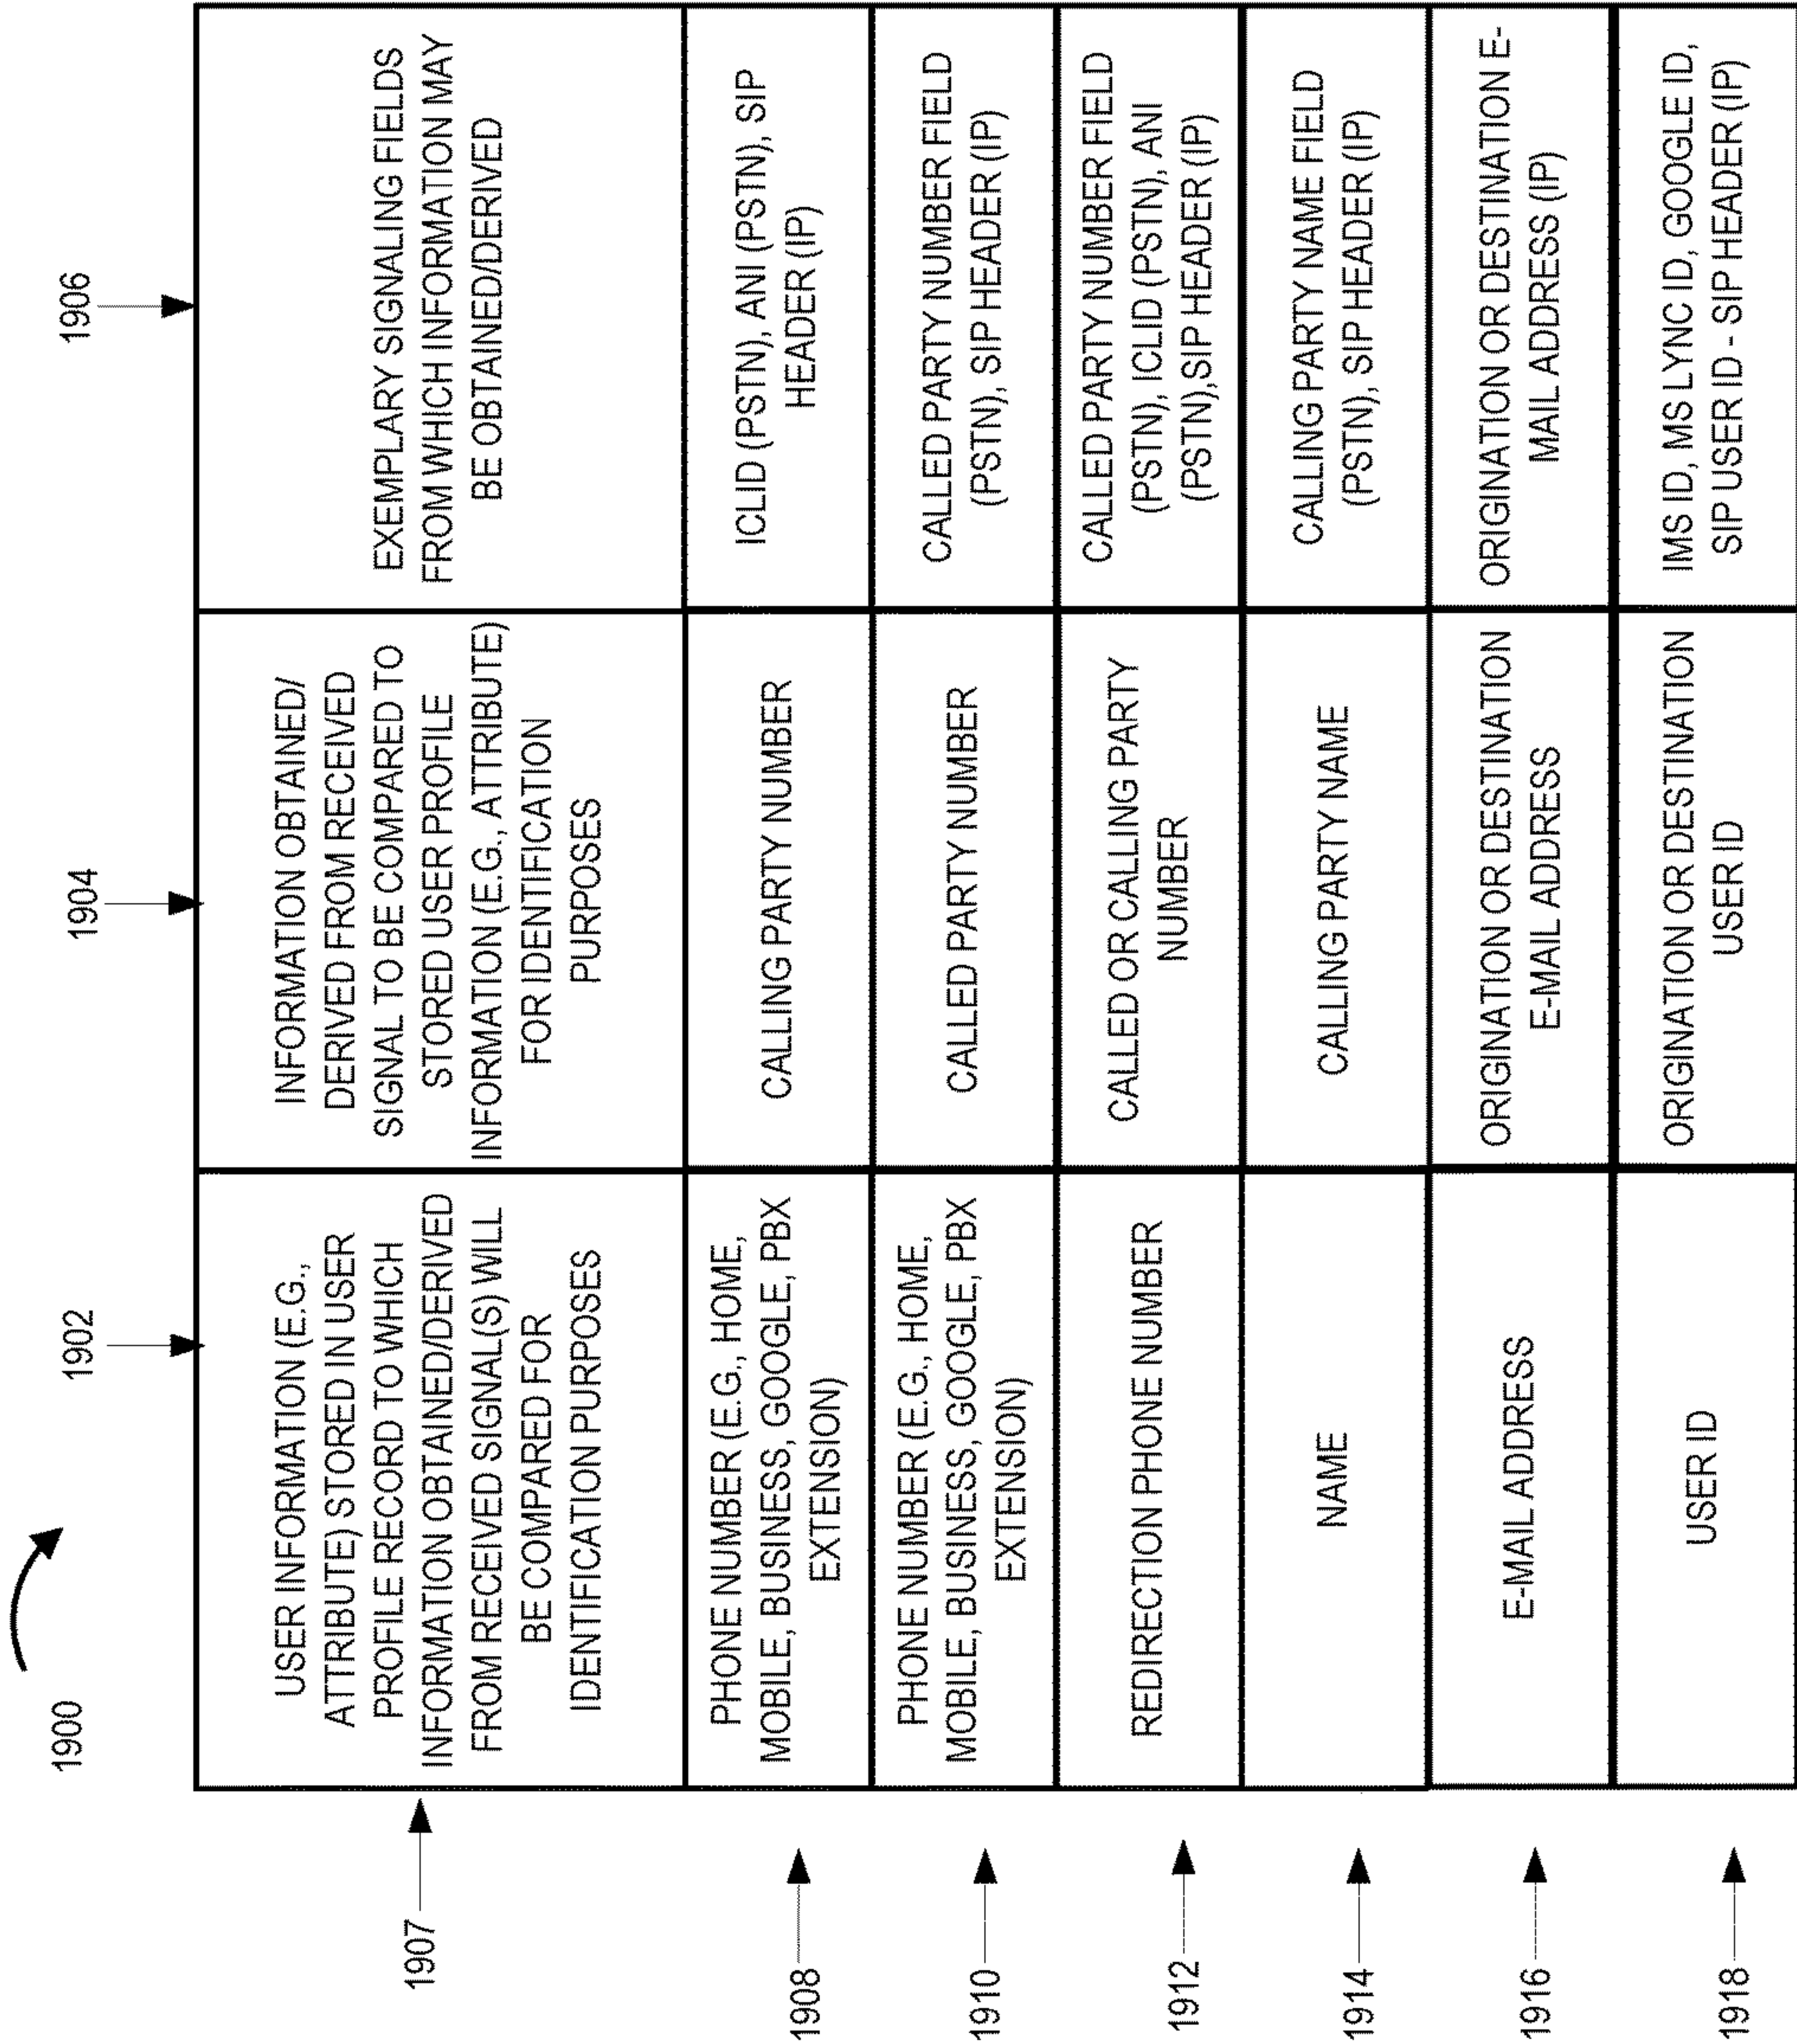 1900
1902
1904
1906
1907
USER INFORMATION (E.G.,
ATTRIBUTE) STORED IN USER
PROFILE RECORD TO WHICH
INFORMATION OBTAINED/DERIVED
FROM RECEIVED SIGNAL(S) WILL
BE COMPARED FOR
IDENTIFICATION PURPOSES
INFORMATION OBTAINED/
DERIVED FROM RECEIVED
SIGNAL TO BE COMPARED TO
STORED USER PROFILE
INFORMATION (E.G., ATTRIBUTE)
FOR IDENTIFICATION
PURPOSES
EXEMPLARY SIGNALING FIELDS
FROM WHICH INFORMATION MAY
BE OBTAINED/DERIVED
1908
PHONE NUMBER (E.G., HOME,
MOBILE, BUSINESS, GOOGLE, PBX
EXTENSION)
CALLING PARTY NUMBER
ICLID (PSTN), ANI (PSTN), SIP
HEADER (IP)
1910
PHONE NUMBER (E.G., HOME,
MOBILE, BUSINESS, GOOGLE, PBX
EXTENSION)
CALLED PARTY NUMBER
CALLED PARTY NUMBER FIELD
(PSTN), SIP HEADER (IP)
1912
REDIRECTION PHONE NUMBER
CALLED OR CALLING PARTY
NUMBER
CALLED PARTY NUMBER FIELD
(PSTN), ICLID (PSTN), ANI
(PSTN),SIP HEADER (IP)
1914
NAME
CALLING PARTY NAME
CALLING PARTY NAME FIELD
(PSTN), SIP HEADER (IP)
1916
E-MAIL ADDRESS
ORIGINATION OR DESTINATION
E-MAIL ADDRESS
ORIGINATION OR DESTINATION E-
MAIL ADDRESS (IP)
1918
USER ID
ORIGINATION OR DESTINATION
USER ID
IMS ID, MS LYNC ID, GOOGLE ID,
SIP USER ID - SIP HEADER (IP)